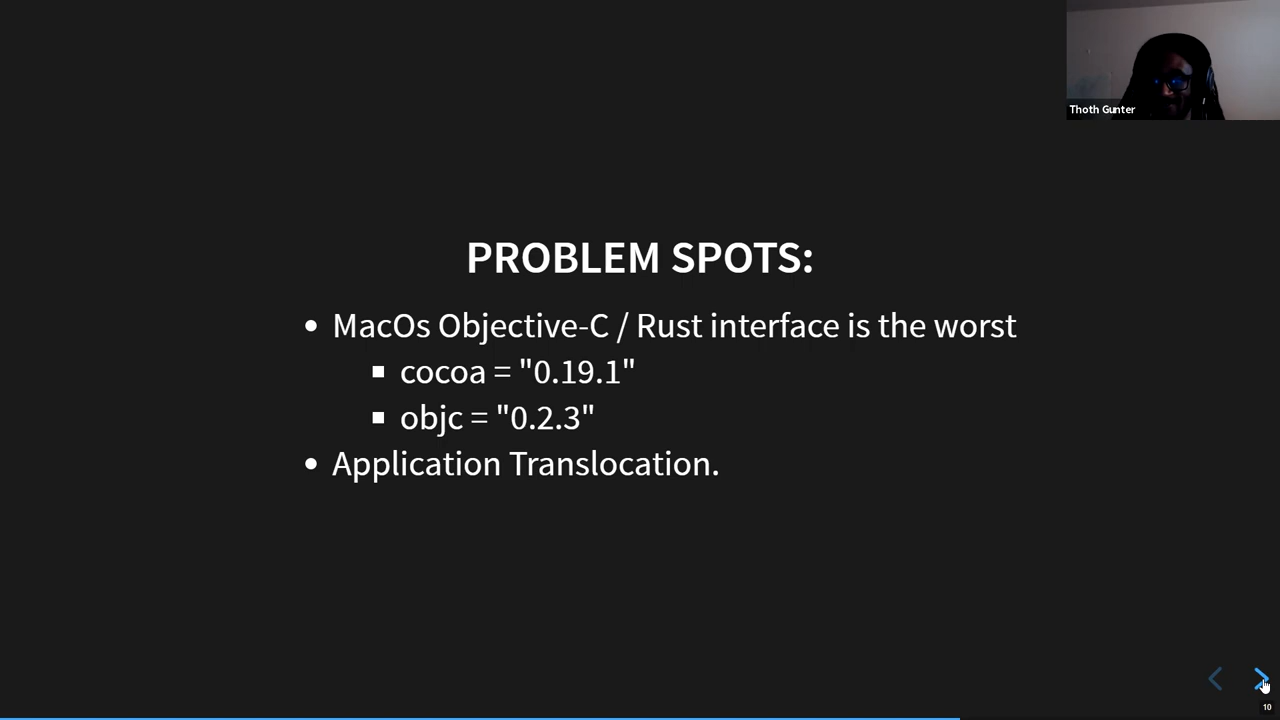 Thoth Gunter
PROBLEM SPOTS:
• MacOs Objective-C / Rust interface is the worst
▪ cocoa = "0.19.1"
▪ objc = "0.2.3"
• Application Translocation.
10